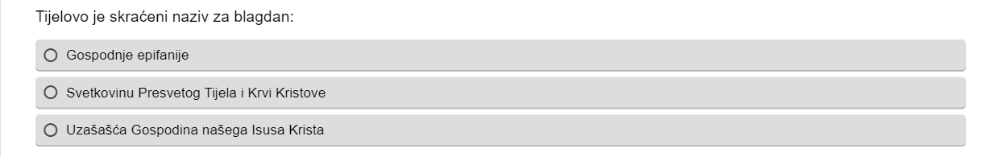 Tijelovo je skraćeni naziv za blagdan:
Gospodnje epifanije
Svetkovinu Presvetog Tijela i Krvi Kristove
Uzašašća Gospodina našega Isusa Krista